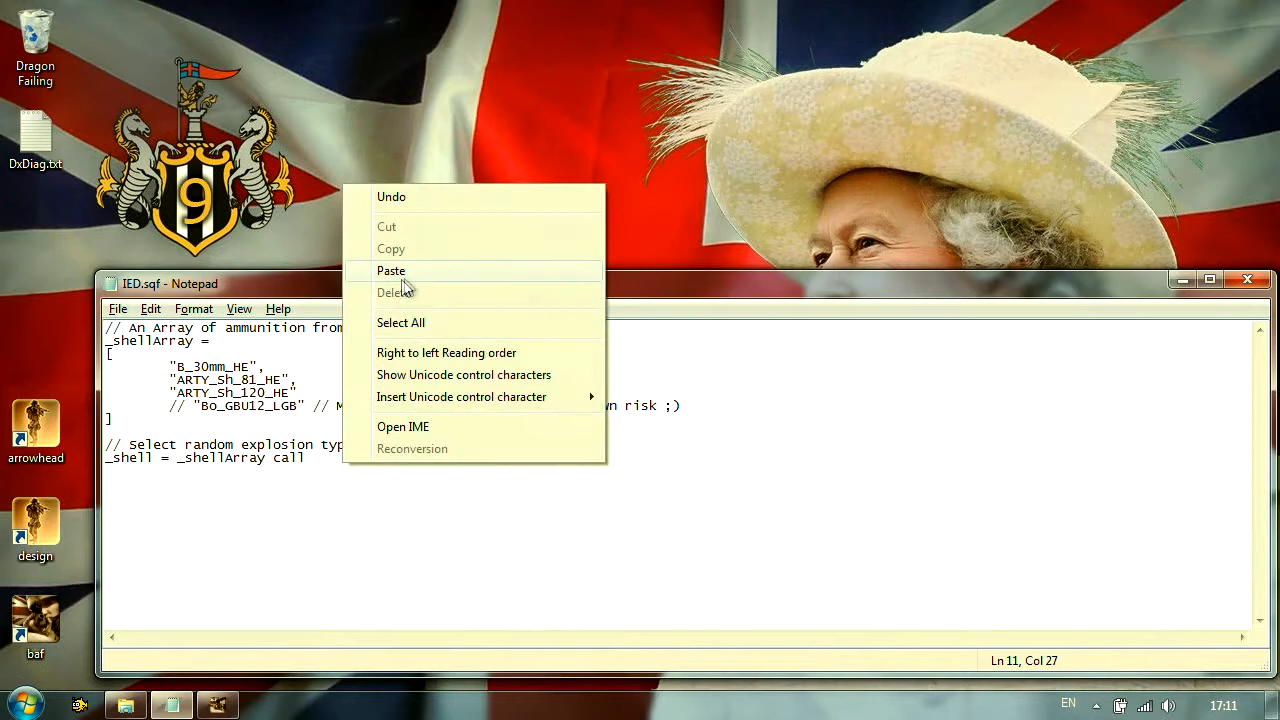 Dragon
Failing
DxDiag.txt
9
arrowhead
design
baf
IED.sqf - Notepad
File Edit Format View Help
// An Array of ammunition from
_shellArray =
[
"B_30mm_HE",
"ARTY_Sh_81_HE",
"ARTY_Sh_120_HE"
// "Bo_GBU12_LGB" // M wn risk ;)
]
// Select random explosion typ
_shell = _shellArray call
Undo
Cut
Copy
Paste
Delete
Select All
Right to left Reading order
Show Unicode control characters
Insert Unicode control character
Open IME
Reconversion
Ln 11, Col 27
EN
17:11